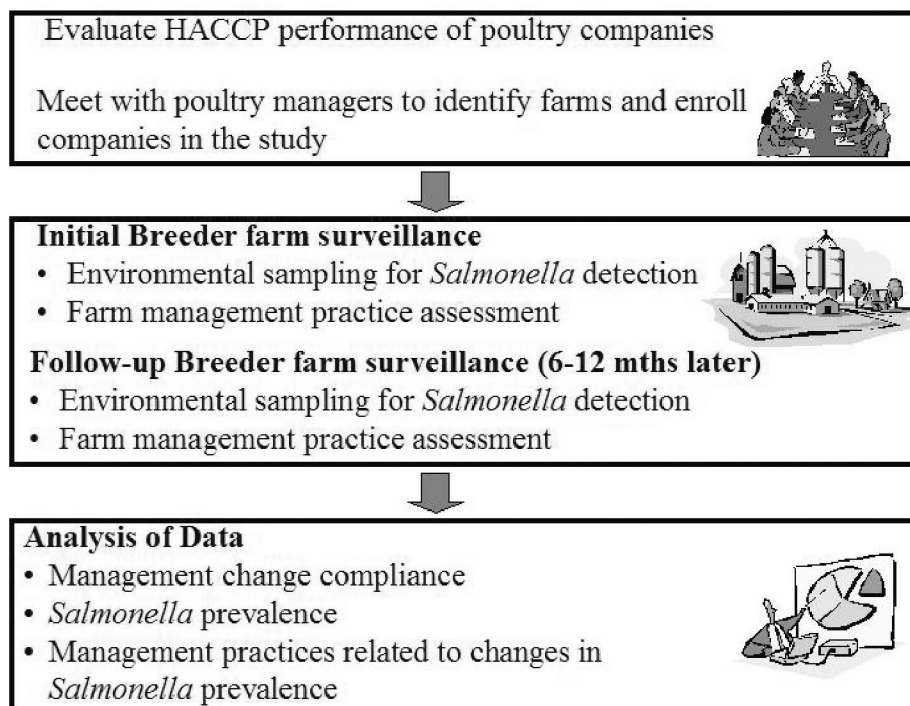 Evaluate HACCP performance of poultry companies
Meet with poultry managers to identify farms and enroll
companies in the study
Initial Breeder farm surveillance
• Environmental sampling for Salmonella detection
• Farm management practice assessment
Follow-up Breeder farm surveillance (6-12 mths later)
• Environmental sampling for Salmonella detection
• Farm management practice assessment
Analysis of Data
• Management change compliance
• Salmonella prevalence
• Management practices related to changes in
Salmonella prevalence